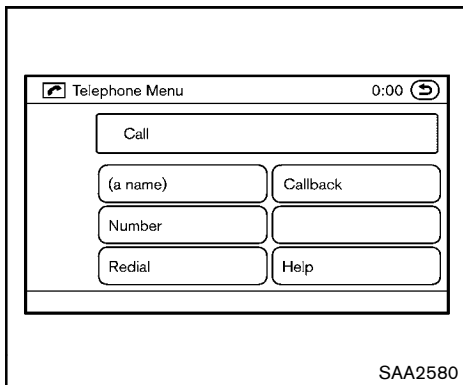 Telephone Menu 0:00
Call
(a name) Callback
Number
Redial Help
SAA2580